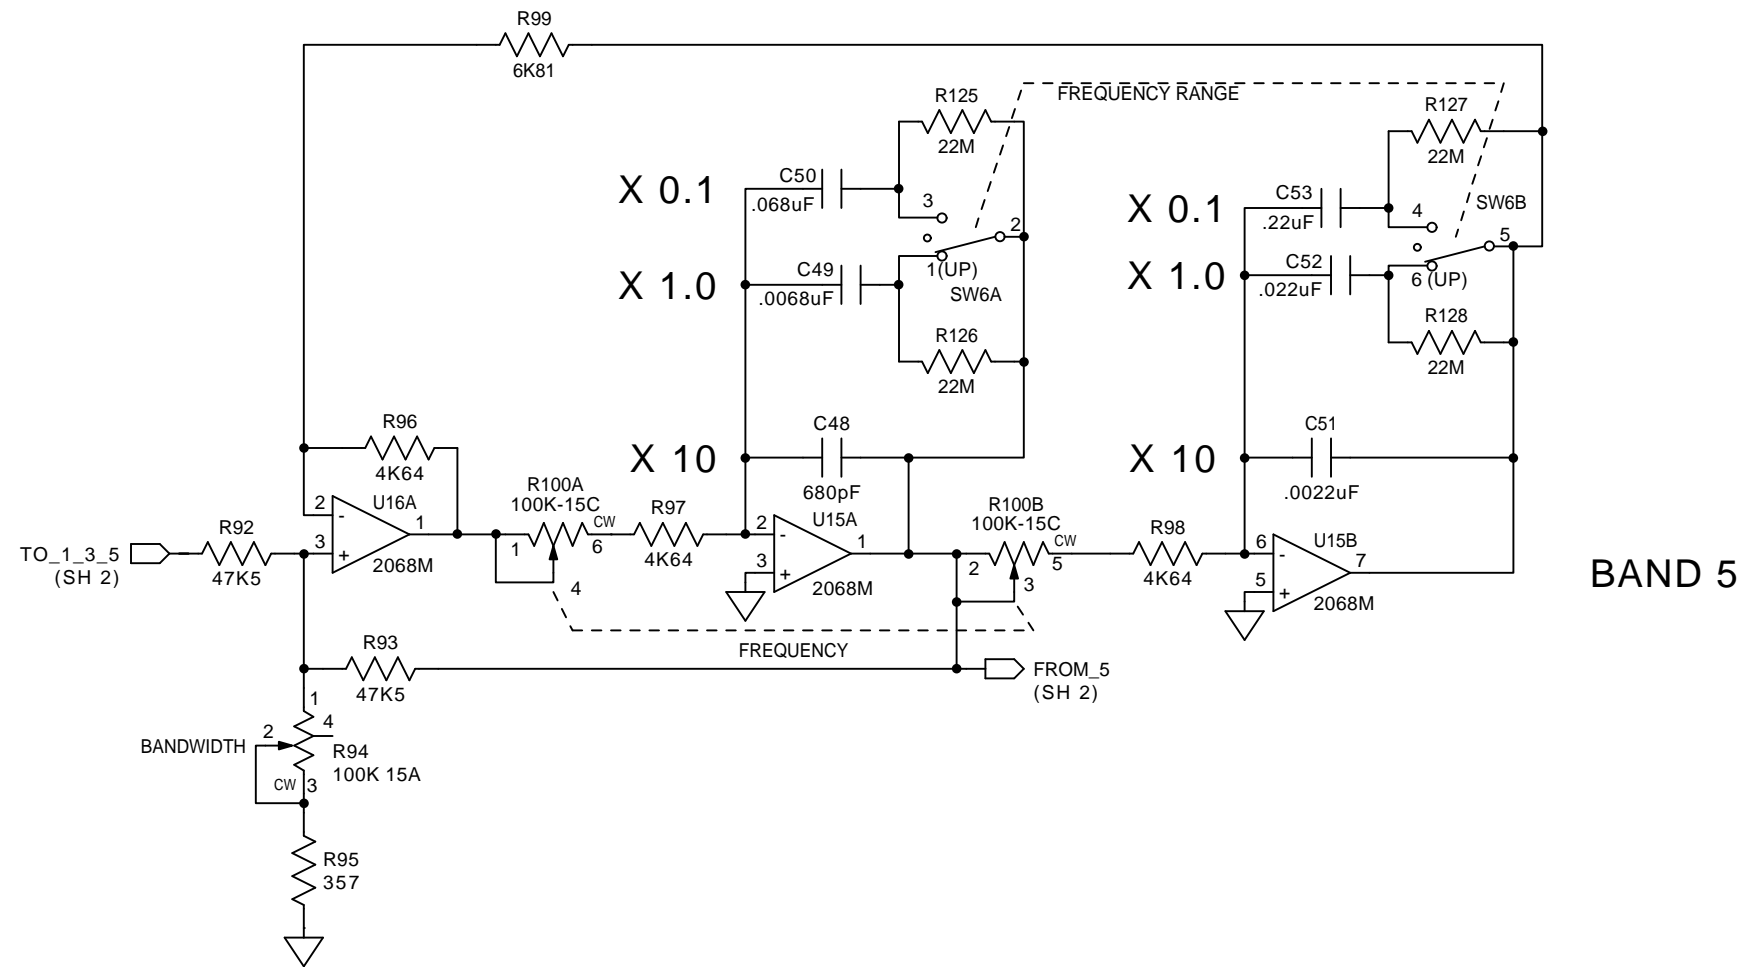 R99
6K81
R125
22M
FREQUENCY RANGE
R127
22M
X 0.1
C50
.068uF
3
2
X 0.1
C53
.22uF
4
SW6B
5
X 1.0
C49
.0068uF
1(UP)
SW6A
X 1.0
C52
.022uF
6 (UP)
R126
22M
R128
22M
R96
4K64
X 10
C48
680pF
X 10
C51
.0022uF
R100A
100K-15C
CW
1
6
4
R97
4K64
U16A
2
-
1
3
+
2068M
TO_1_3_5
(SH 2)
R92
47K5
U15A
2
-
1
3
+
2068M
R100B
100K-15C
CW
2
5
3
R98
4K64
U15B
6
-
7
5
+
2068M
BAND 5
FREQUENCY
R93
47K5
FROM_5
(SH 2)
1
4
2
BANDWIDTH
R94
100K 15A
CW
3
R95
357